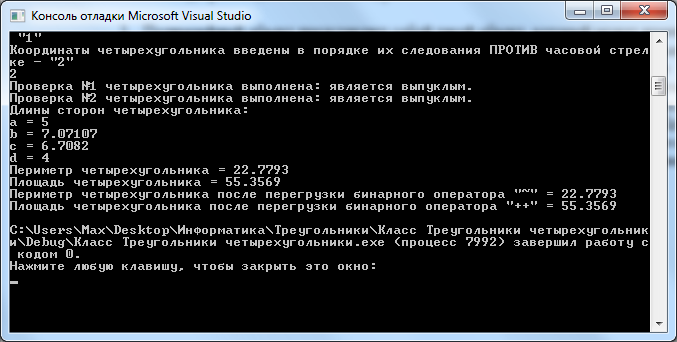 Консоль отладки Microsoft Visual Studio
"1"
Координаты четырехугольника введены в порядке их следования ПРОТИВ часовой стрел
ке - "2"
2
Проверка №1 четырехугольника выполнена: является выпуклым.
Проверка №2 четырехугольника выполнена: является выпуклым.
Длины сторон четырехугольника:
a = 5
b = 7.07107
c = 6.7082
d = 4
Периметр четырехугольника = 22.7793
Площадь четырехугольника = 55.3569
Периметр четырехугольника после перегрузки бинарного оператора "~" = 22.7793
Площадь четырехугольника после перегрузки бинарного оператора "++" = 55.3569
C:\Users\Max\Desktop\Информатика\Треугольники\Класс Треугольники четырехугольник
и\Debug\Класс Треугольники четырехугольники.exe (процесс 7992) завершил работу с
кодом 0.
Нажмите любую клавишу, чтобы закрыть это окно: